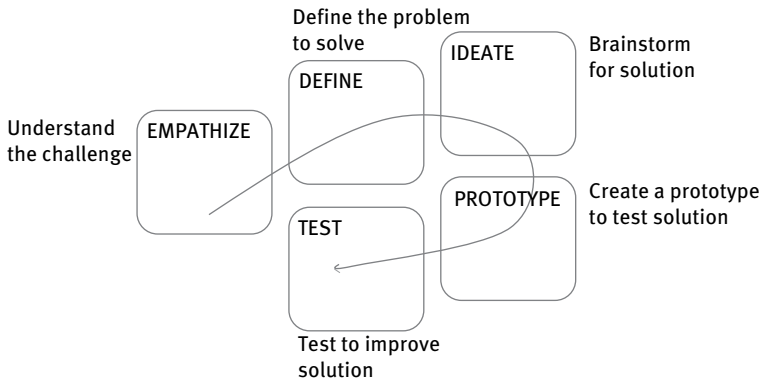 Understand
the challenge
EMPATHIZE
Define the problem
to solve
DEFINE
IDEATE
Brainstorm
for solution
PROTOTYPE
Create a prototype
to test solution
TEST
Test to improve
solution